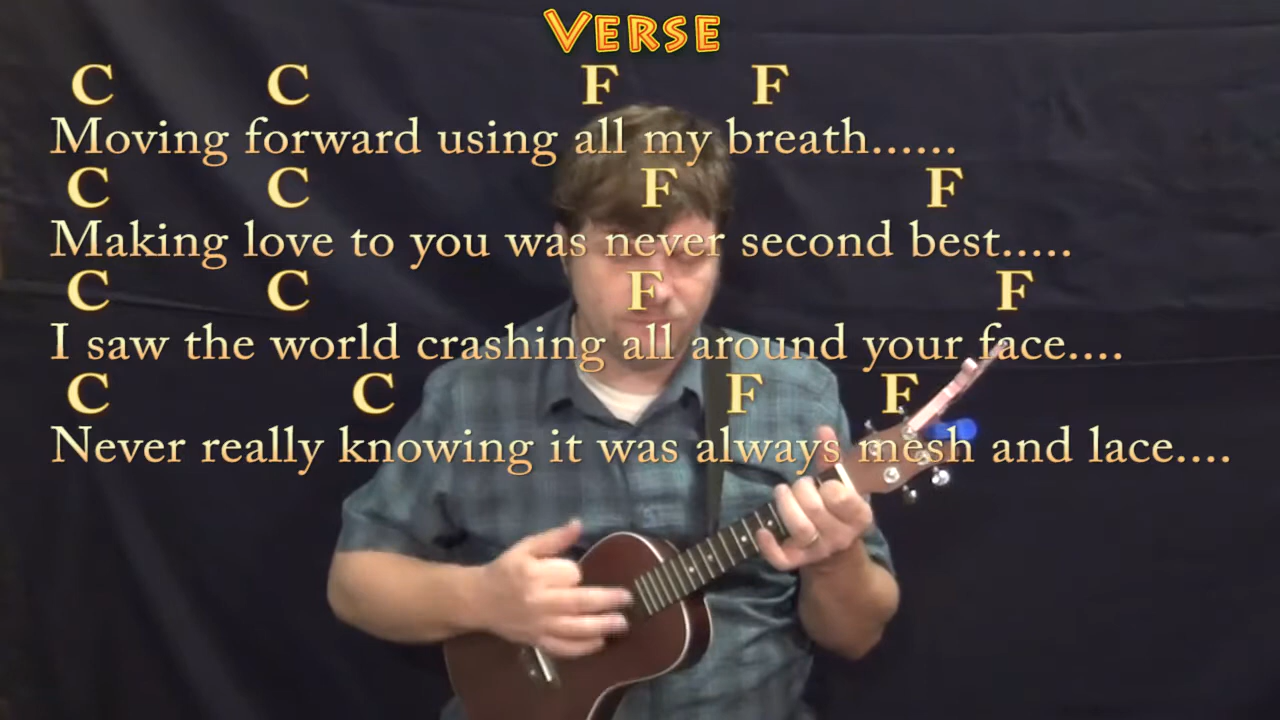 VERSE
C C F F
Moving forward using all my breath......
C C F F
Making love to you was never second best.....
C C F F
I saw the world crashing all around your face....
C C F F
Never really knowing it was always mesh and lace....